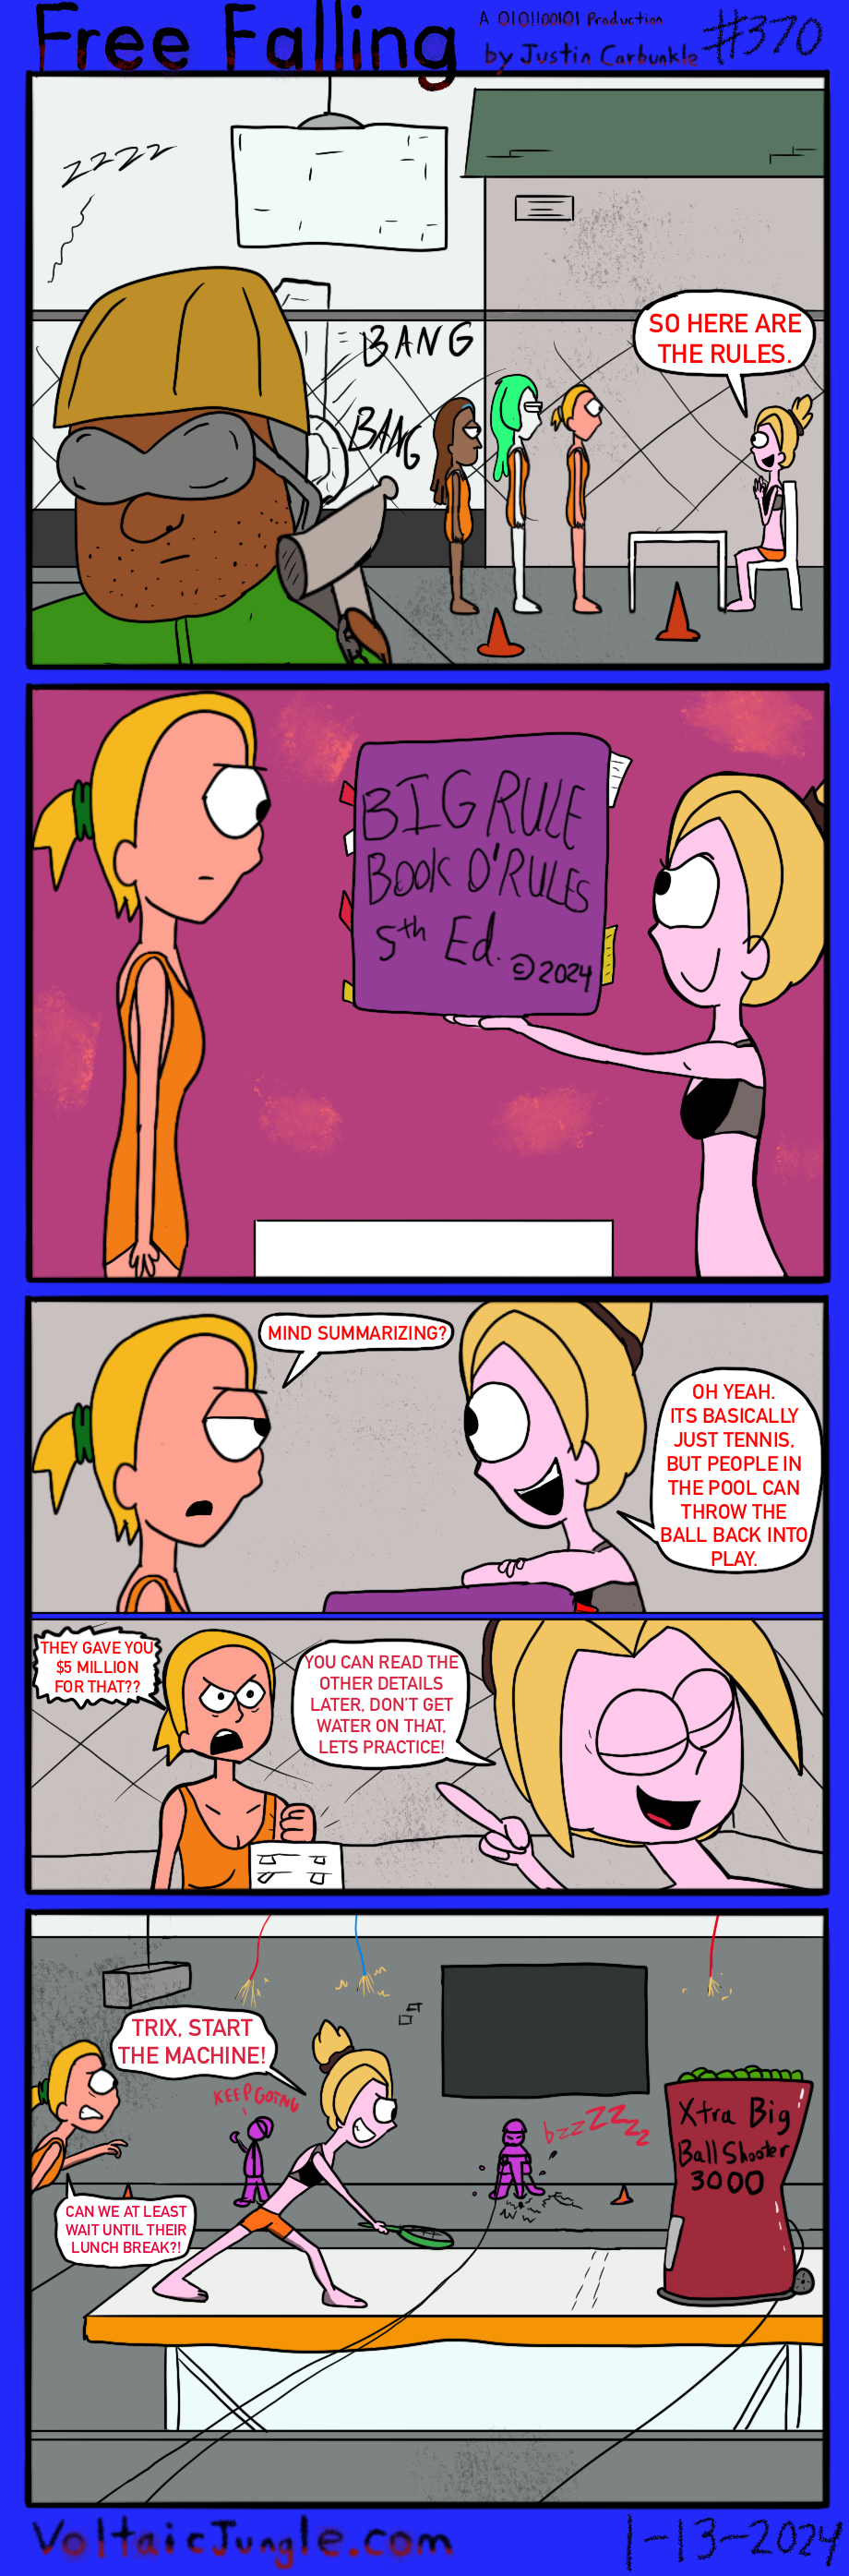 Free Falling
A 0101100101 Production
by Justin Carbunkle
#370
ZZZZ
BANG
BANG
SO HERE ARE
THE RULES.
BIG RULE
BOOK O'RULES
5th Ed.
©2024
MIND SUMMARIZING?
OH YEAH.
ITS BASICALLY
JUST TENNIS,
BUT PEOPLE IN
THE POOL CAN
THROW THE
BALL BACK INTO
PLAY.
THEY GAVE YOU
$5 MILLION
FOR THAT??
YOU CAN READ THE
OTHER DETAILS
LATER, DON'T GET
WATER ON THAT,
LETS PRACTICE!
TRIX, START
THE MACHINE!
KEEP GOING
bzzzzzz
Xtra Big
Ball Shooter
3000
CAN WE AT LEAST
WAIT UNTIL THEIR
LUNCH BREAK?!
VoltaicJungle.com
1-13-2024